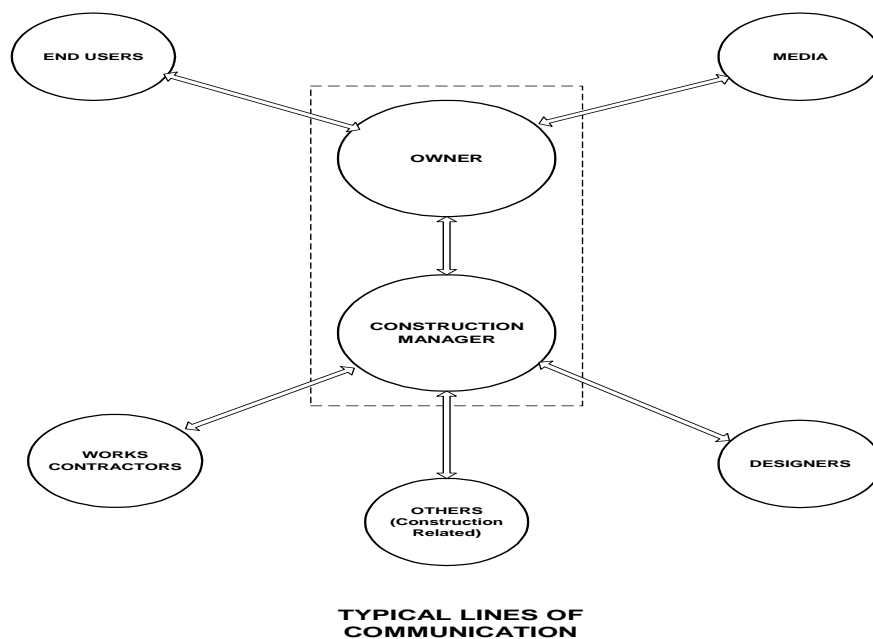 END USERS
MEDIA
OWNER
CONSTRUCTION
MANAGER
WORKS
CONTRACTORS
DESIGNERS
OTHERS
(Construction
Related)
TYPICAL LINES OF
COMMUNICATION